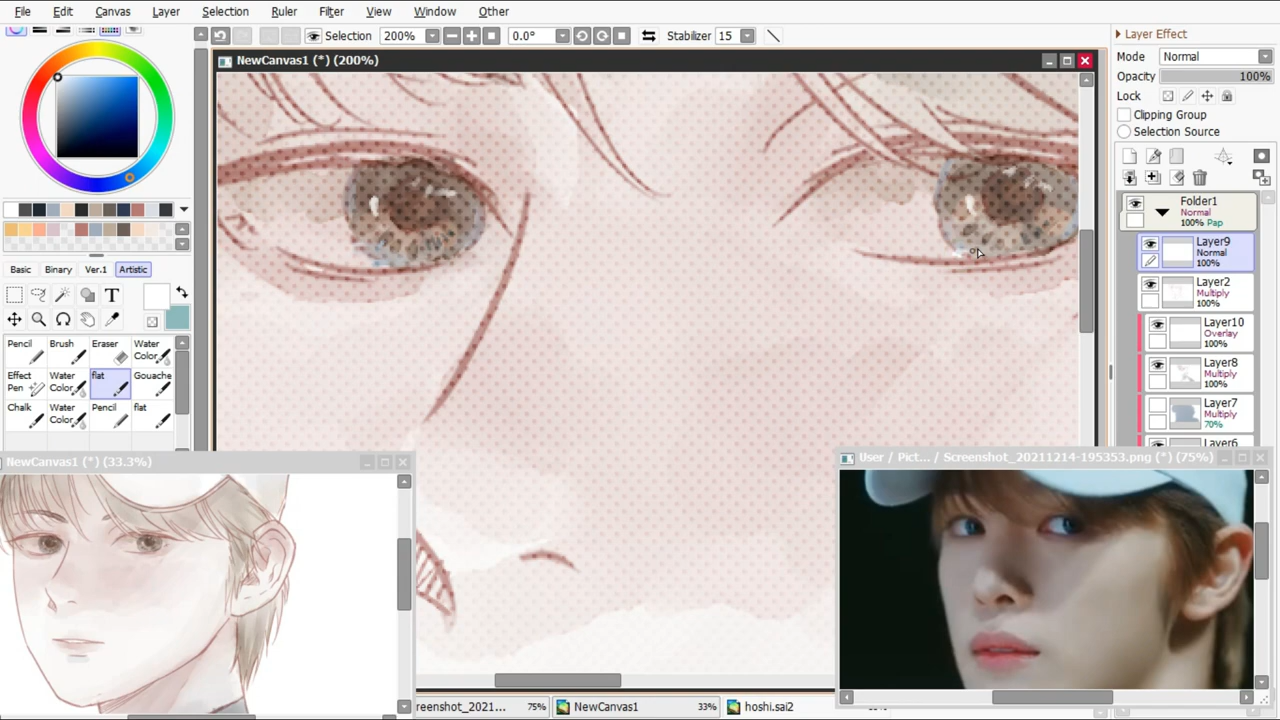 File Edit Canvas Layer Selection Ruler Filter View Window Other
Selection 200% 0.0° Stabilizer 15
NewCanvas1 (*) (200%)
Basic Binary Ver.1 Artistic
T
Pencil Brush Eraser Water Color
Effect Pen Water Color flat Gouache
Chalk Water Color Pencil flat
NewCanvas1 (*) (33.3%)
User / Pict... / Screenshot_20211214-195353.png (*) (75%)
reenshot_2021... 75% NewCanvas1 33% hoshi.sai2
Layer Effect
Mode Normal
Opacity 100%
Lock
Clipping Group
Selection Source
Folder1
Normal
100% Pap
Layer9
Normal
100%
Layer2
Multiply
100%
Layer10
Overlay
100%
Layer8
Multiply
100%
Layer7
Multiply
70%
Layer6